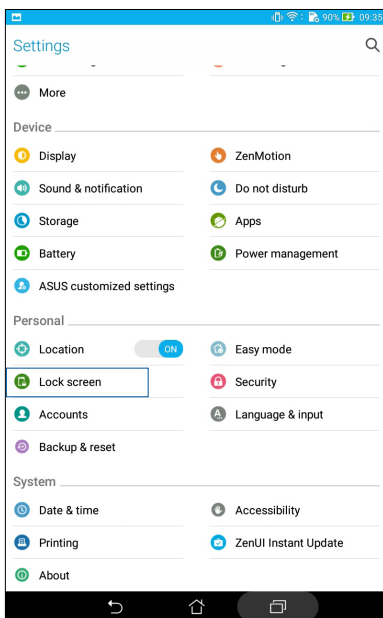 90% 09:35
Settings
More
Device
Display ZenMotion
Sound & notification Do not disturb
Storage Apps
Battery Power management
ASUS customized settings
Personal
Location ON Easy mode
Lock screen Security
Accounts A Language & input
Backup & reset
System
Date & time Accessibility
Printing ZenUI Instant Update
About